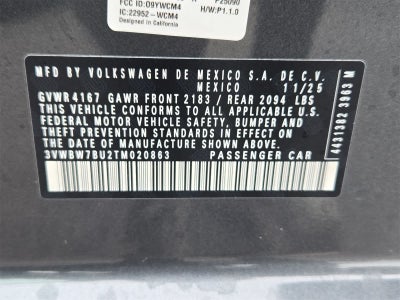 FCC ID:O9YWCM4 P25090
IC:22952-WCM4 H/W:P1.1.0
Designed in California
MFD BY VOLKSWAGEN DE MEXICO S.A. DE C.V.
MEXICO 11/25
GVWR 4167 GAWR FRONT 2183 / REAR 2094 LBS
THIS VEHICLE CONFORMS TO ALL APPLICABLE U.S.
FEDERAL MOTOR VEHICLE SAFETY, BUMPER AND
THEFT PREVENTION STANDARDS IN EFFECT ON
THE DATE OF MANUFACTURE SHOWN ABOVE
3VWBW7BU2TM020863 PASSENGER CAR
4431302 3963 M